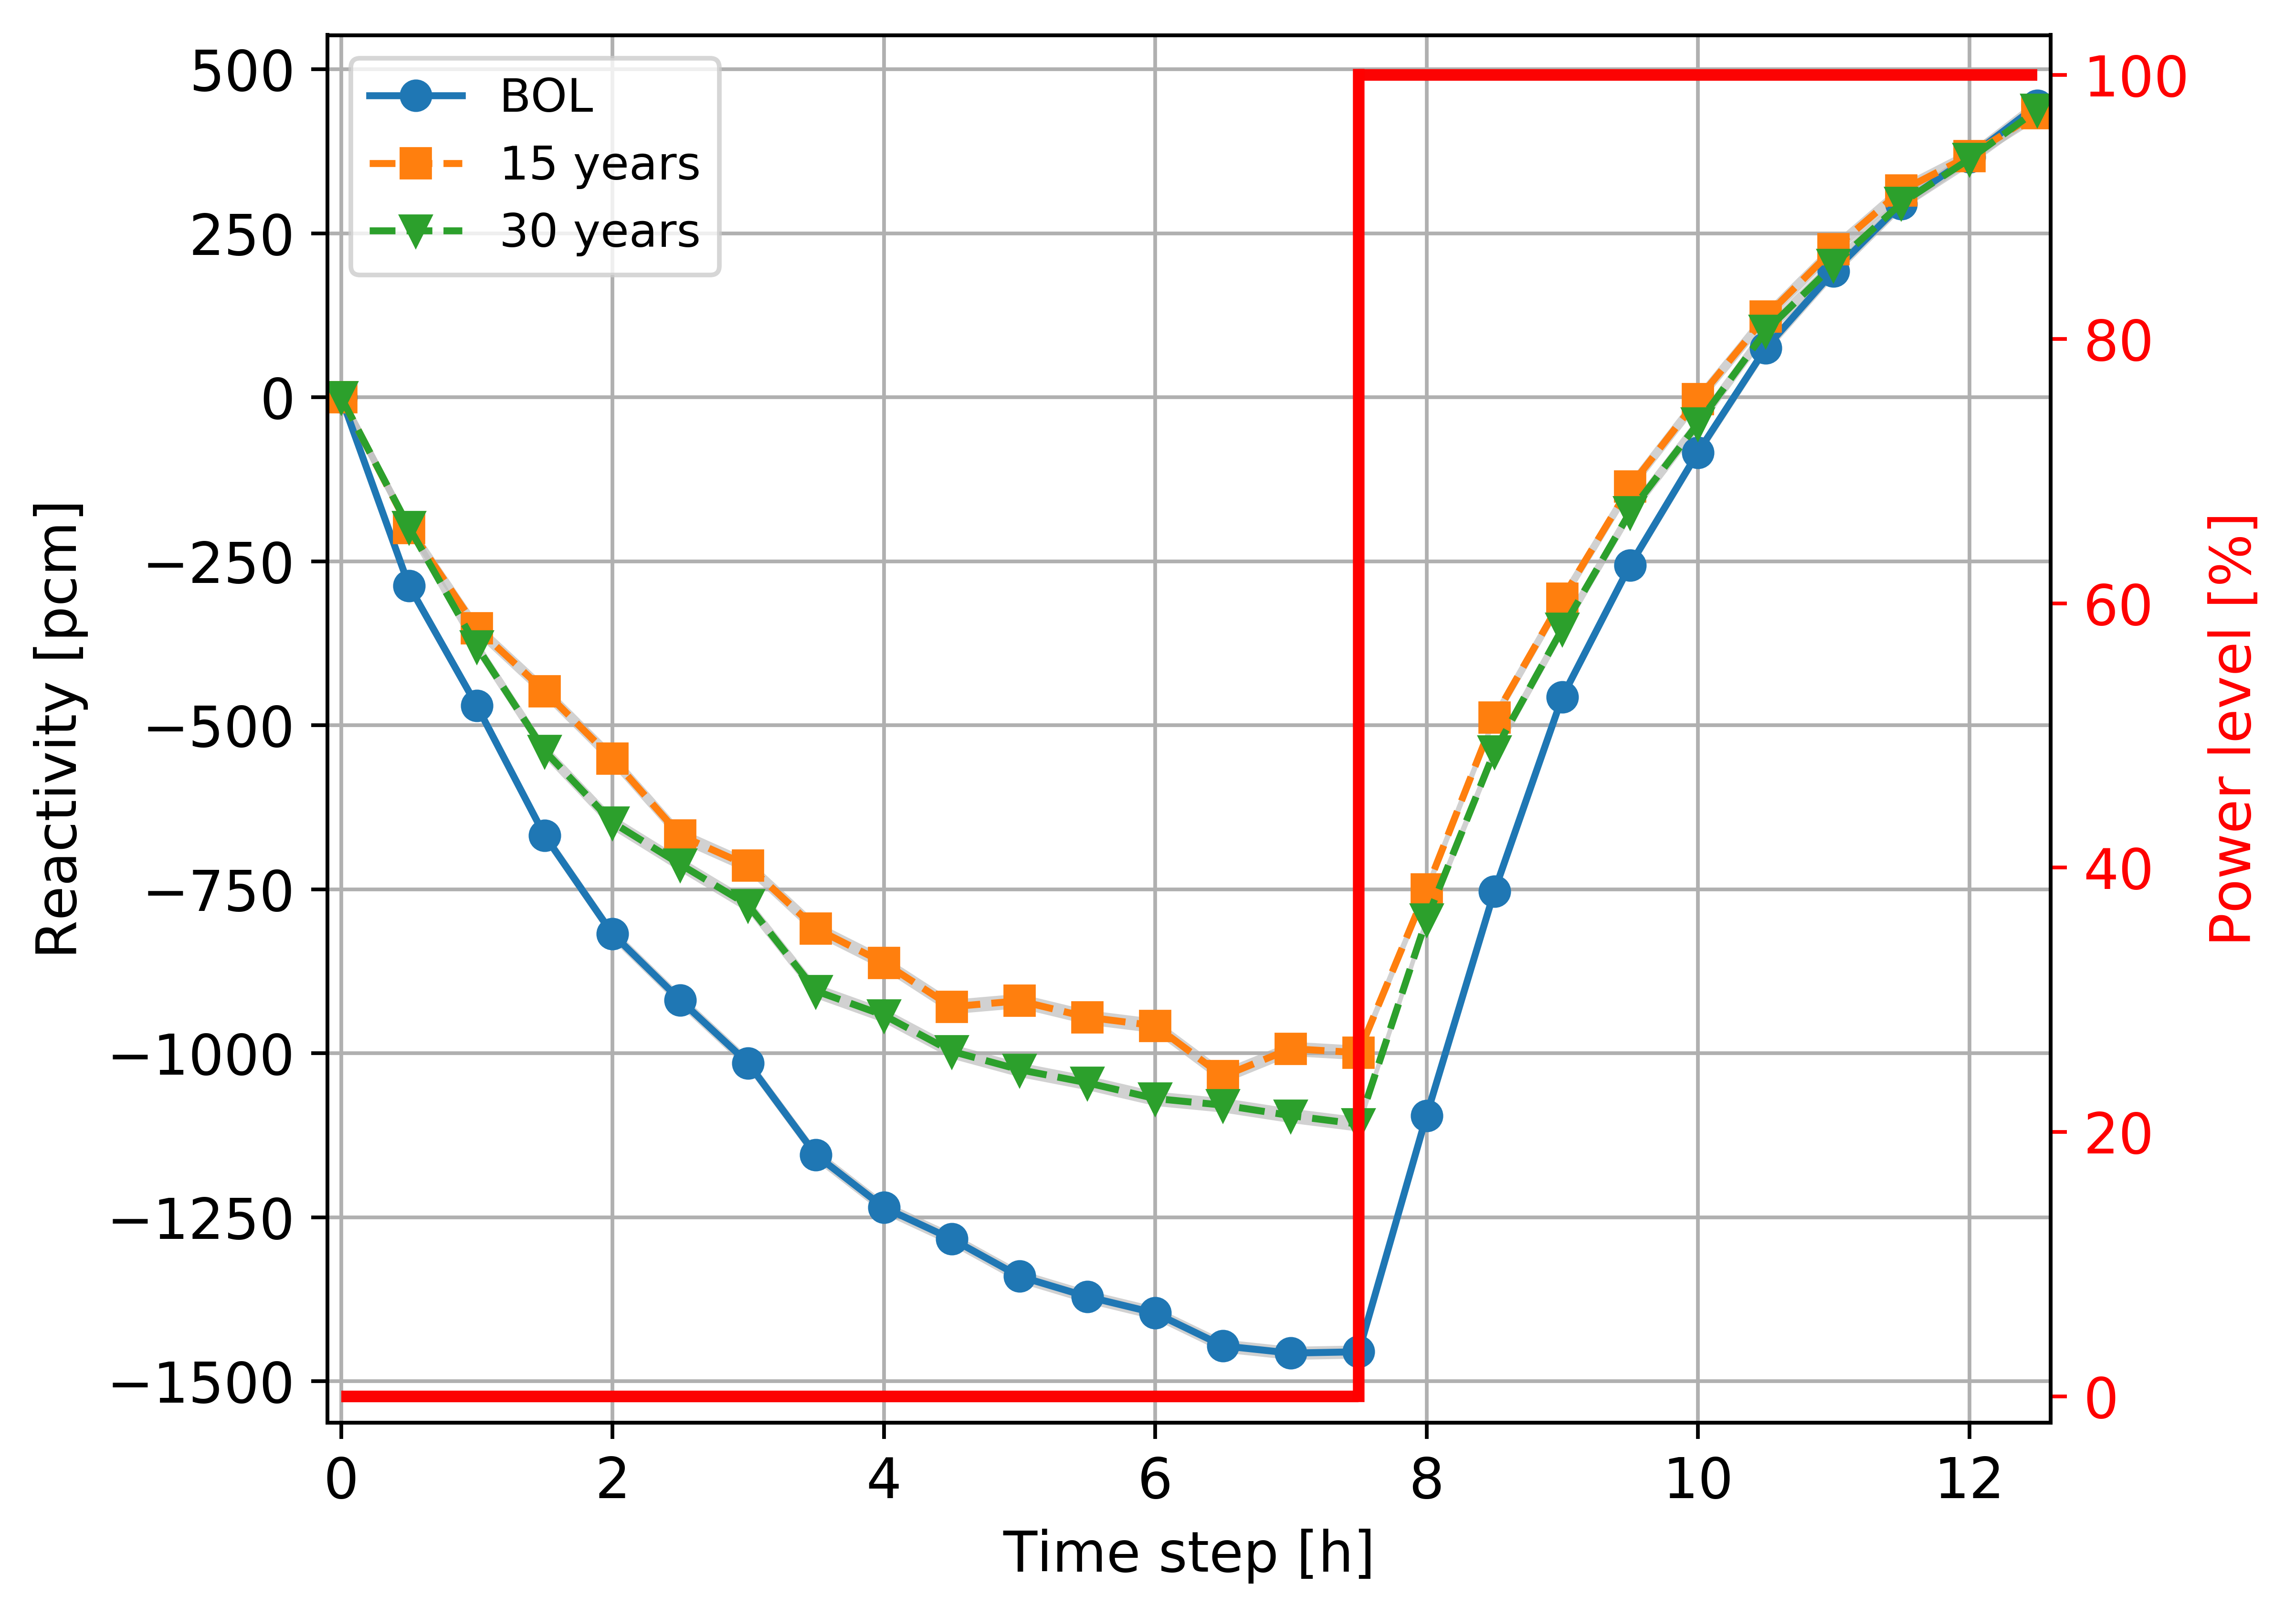 BOL
15 years
30 years
500
250
0
−250
−500
−750
−1000
−1250
−1500
Reactivity [pcm]
100
80
60
40
20
0
Power level [%]
0 2 4 6 8 10 12
Time step [h]